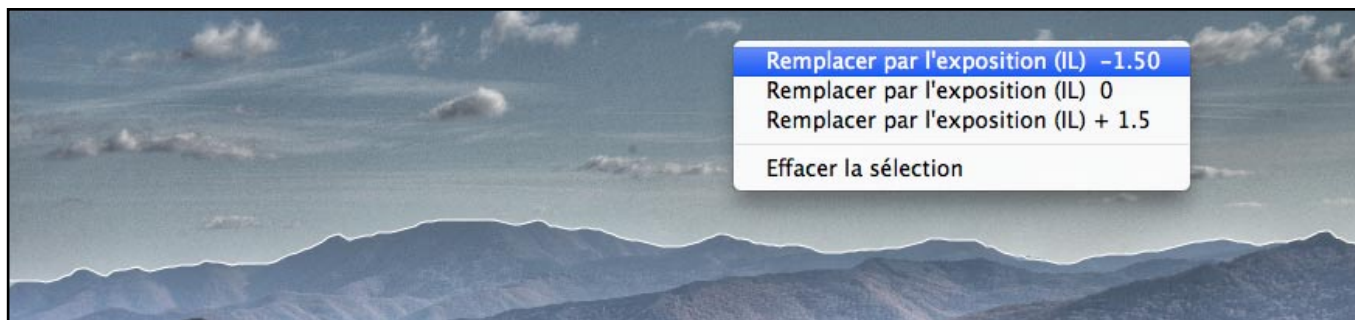 Remplacer par l'exposition (IL) -1.50
Remplacer par l'exposition (IL) 0
Remplacer par l'exposition (IL) + 1.5
Effacer la sélection